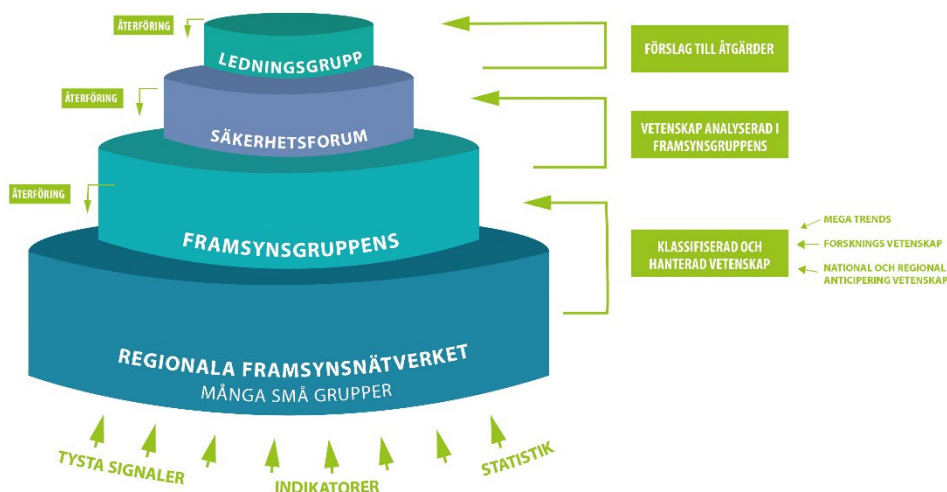 ÅTERFÖRING
LEDNINGSGRUPP
FÖRSLAG TILL ÅTGÄRDER
ÅTERFÖRING
SÄKERHETSFORUM
VETENSKAP ANALYSERAD I
FRAMSYNSGRUPPENS
ÅTERFÖRING
FRAMSYNSGRUPPENS
KLASSIFISERAD OCH
HANTERAD VETENSKAP
MEGA TRENDS
FORSKNINGS VETENSKAP
NATIONAL OCH REGIONAL
ANTICIPERING VETENSKAP
REGIONALA FRAMSYNSNÄTVERKET
MÅNGA SMÅ GRUPPER
TYSTA SIGNALER
INDIKATORER
STATISTIK